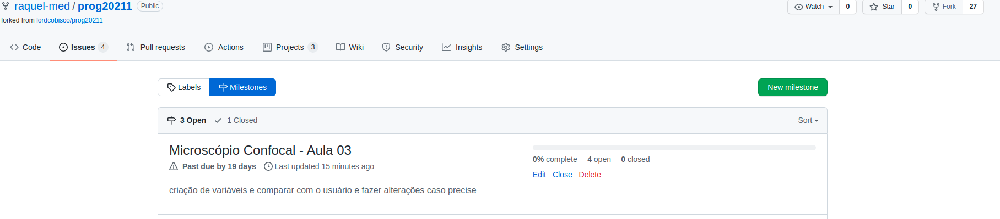 raquel-med / prog20211 Public Watch 0 Star 0 Fork 27
forked from lordcobisco/prog20211
Code Issues 4 Pull requests Actions Projects 3 Wiki Security Insights Settings
Labels Milestones New milestone
3 Open 1 Closed Sort
Microscópio Confocal - Aula 03
Past due by 19 days Last updated 15 minutes ago
0% complete 4 open 0 closed
Edit Close Delete
criação de variáveis e comparar com o usuário e fazer alterações caso precise